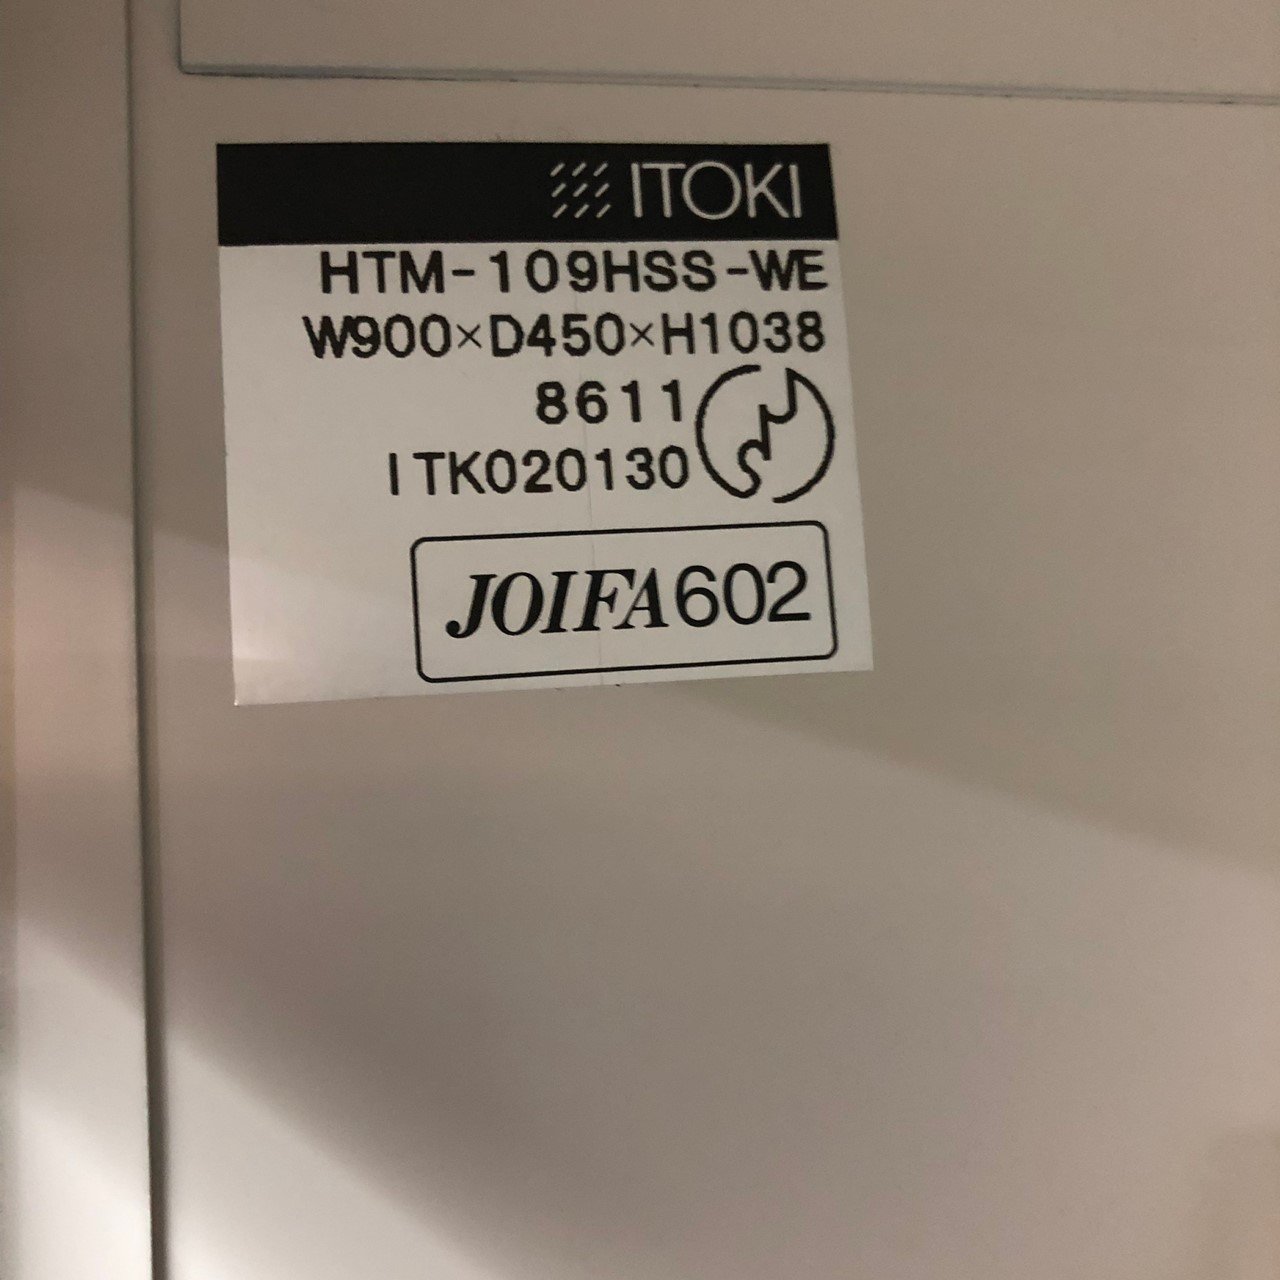 ITOKI
HTM-109HSS-WE
W900×D450×H1038
8611
ITK020130
JOIFA602